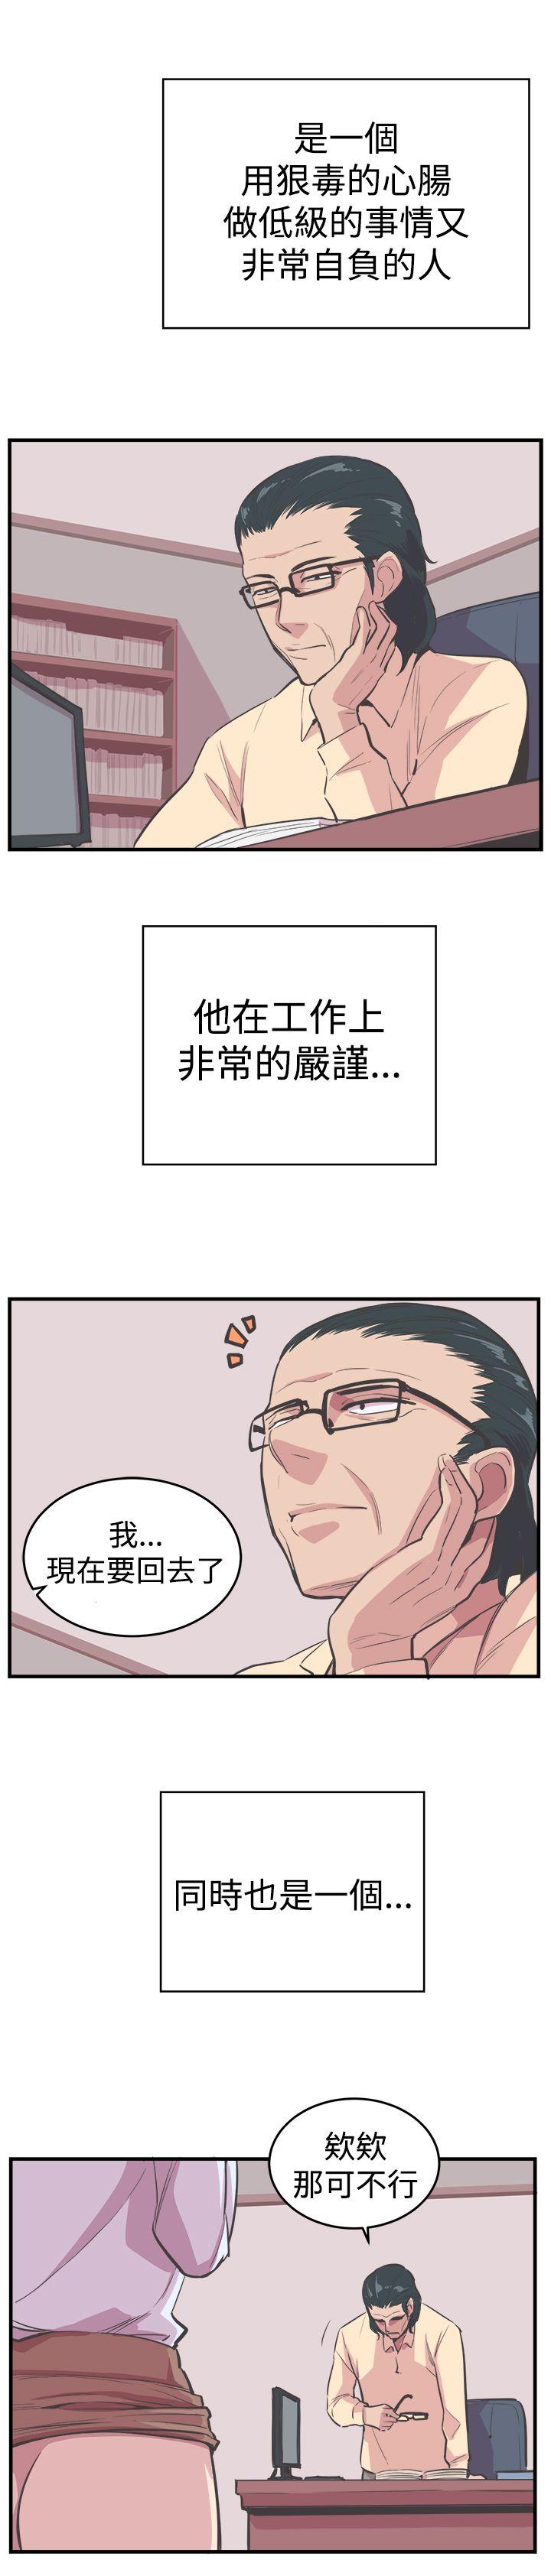 是一個
用狠毒的心腸
做低級的事情又
非常自負的人
他在工作上
非常的嚴謹...
我...
現在要回去了
同時也是一個...
欸欸
那可不行